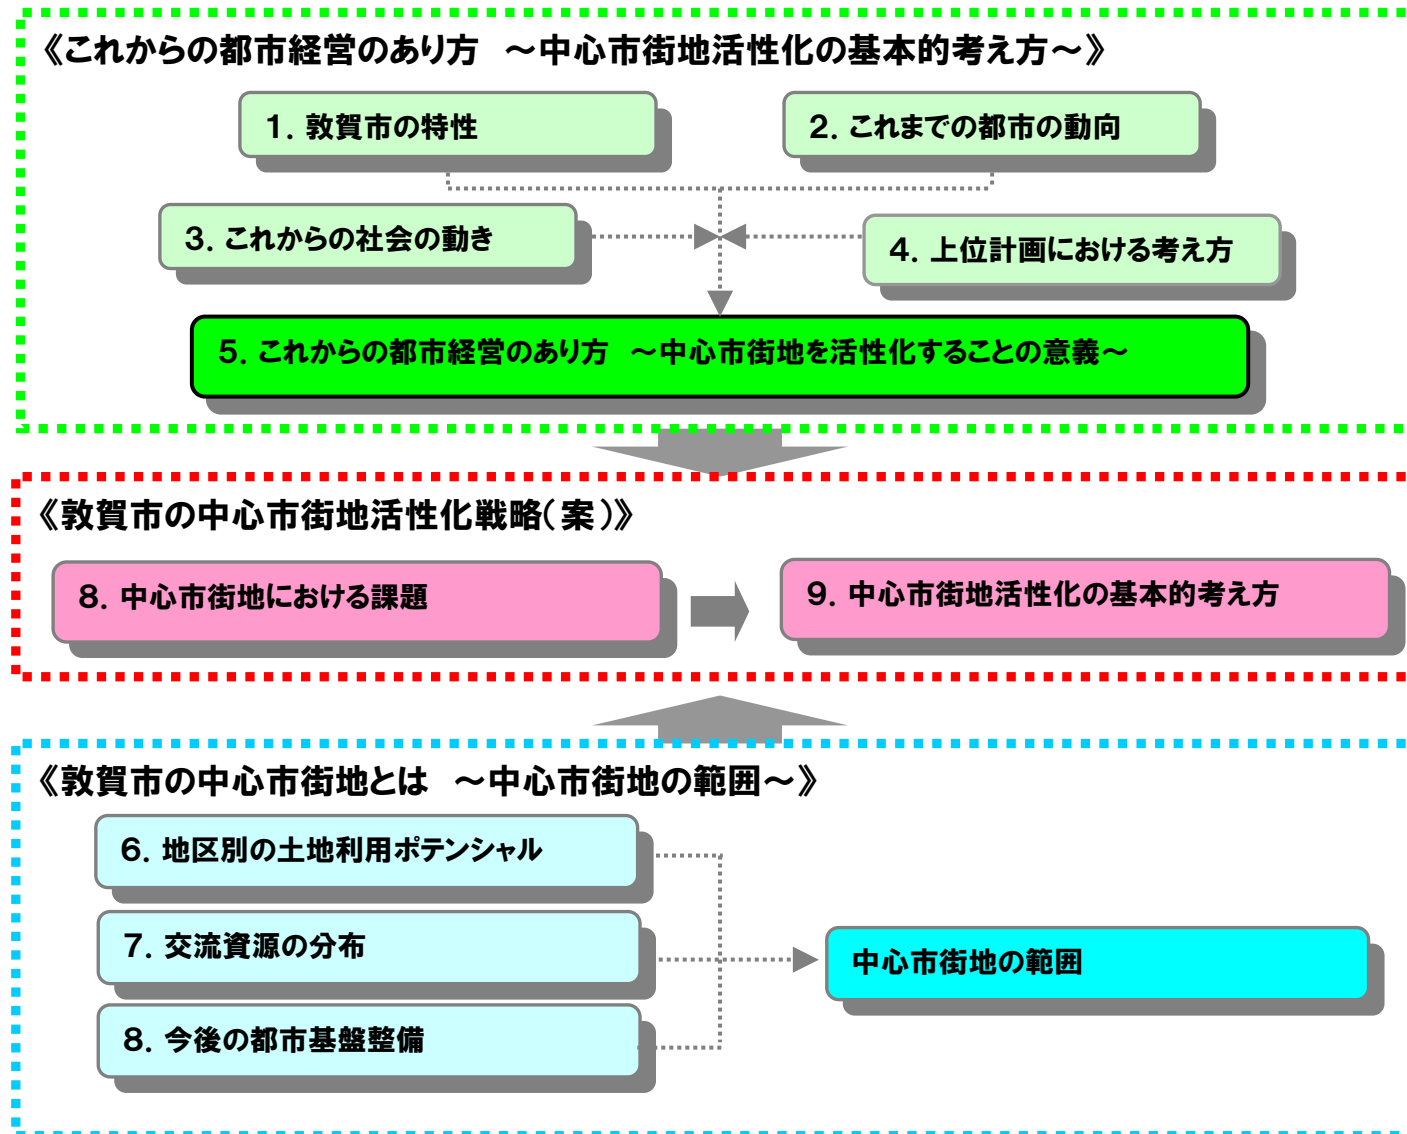 《これからの都市経営のあり方　～中心市街地活性化の基本的考え方～》
１．敦賀市の特性
２．これまでの都市の動向
３．これからの社会の動き
４．上位計画における考え方
５．これからの都市経営のあり方　～中心市街地を活性化することの意義～
《敦賀市の中心市街地活性化戦略（案）》
８．中心市街地における課題
９．中心市街地活性化の基本的考え方
《敦賀市の中心市街地とは　～中心市街地の範囲～》
６．地区別の土地利用ポテンシャル
７．交流資源の分布
中心市街地の範囲
８．今後の都市基盤整備